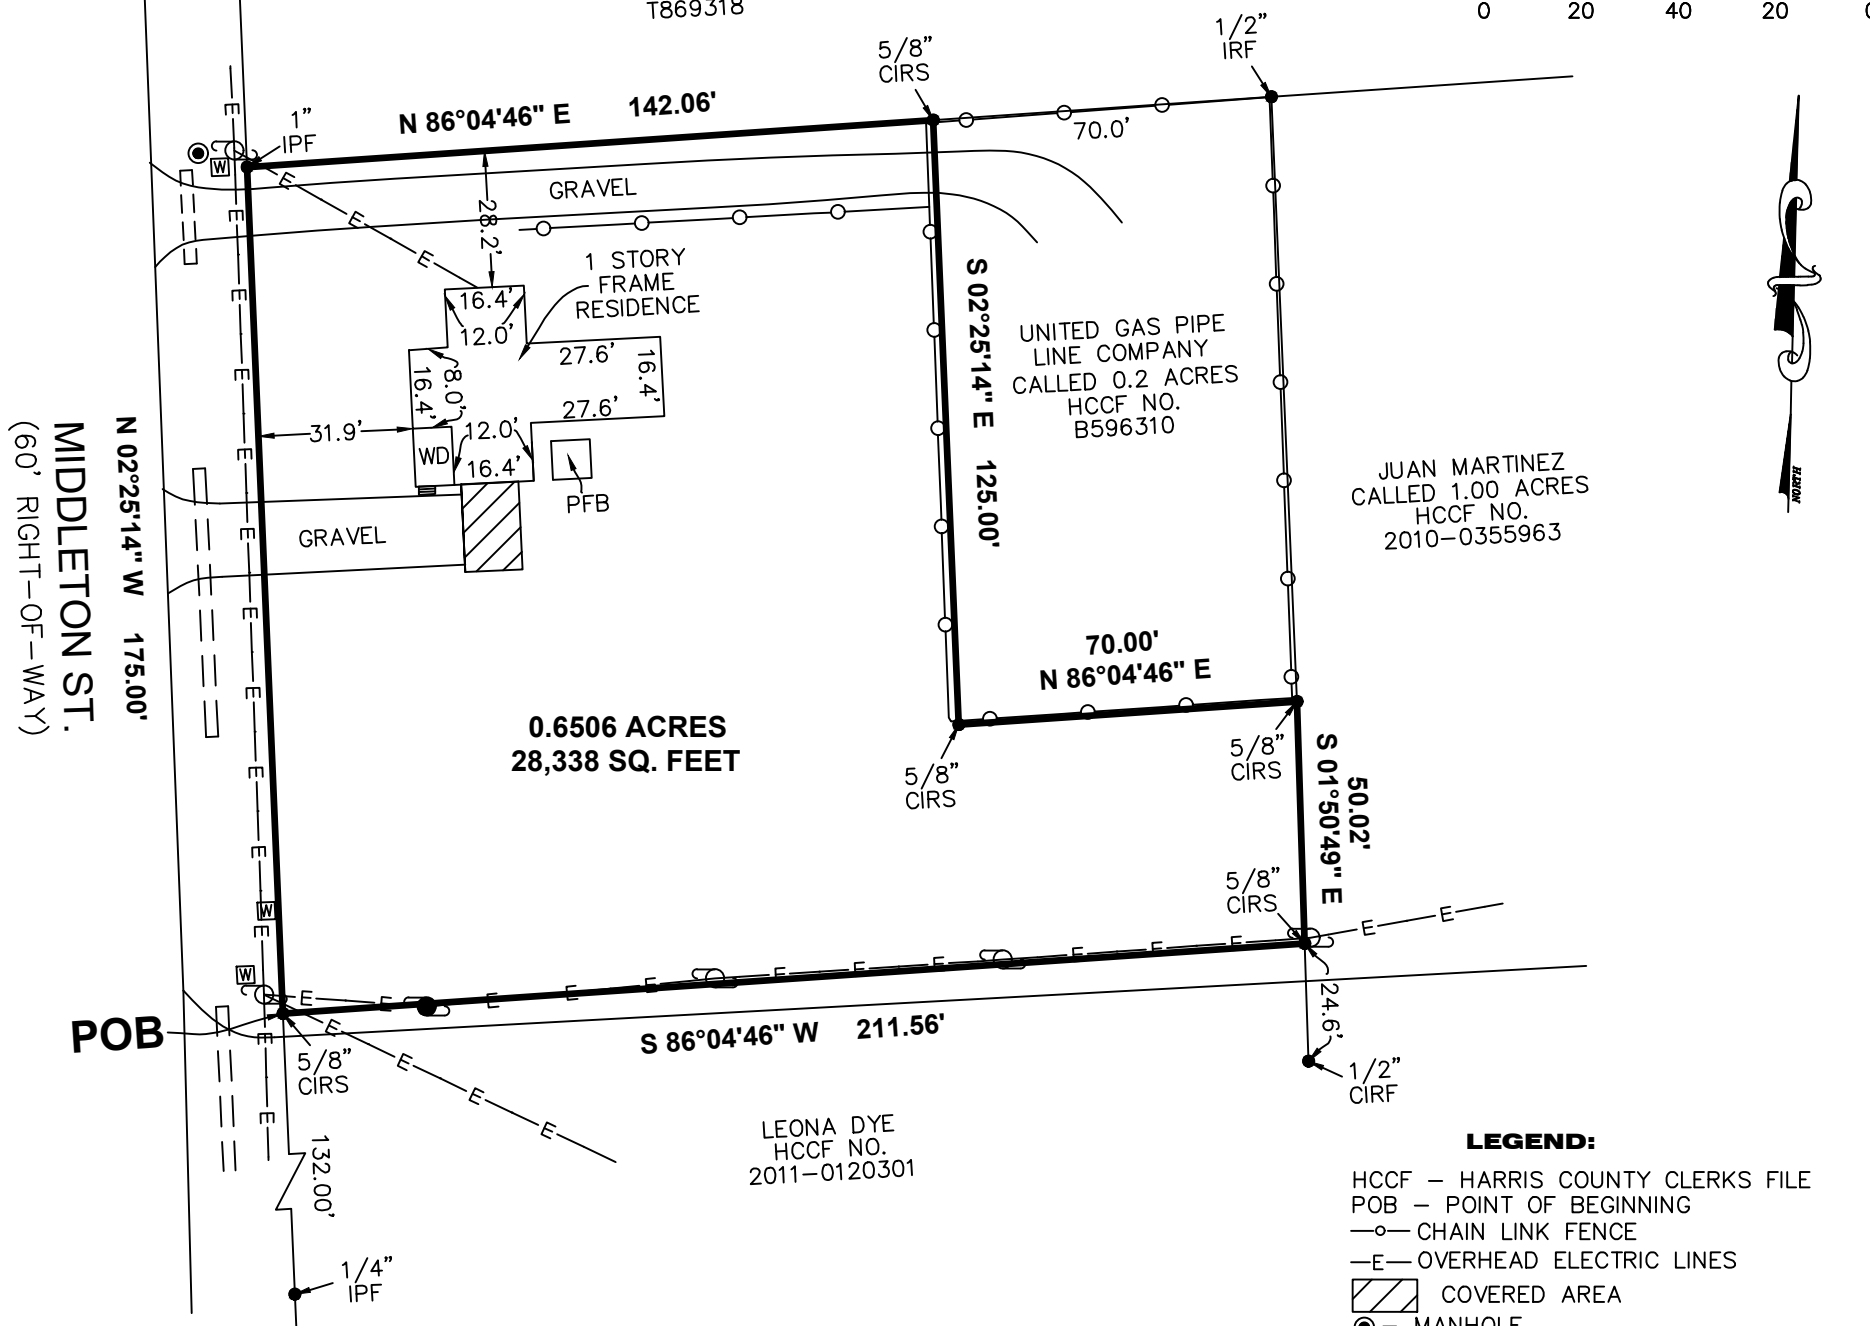 T869318
0 20 40 20
1/2"
IRF
5/8"
CIRS
N 86°04'46" E 142.06'
1"
IPF
70.0'
W
GRAVEL
28.2'
1 STORY
FRAME
RESIDENCE
16.4'
12.0'
27.6'
16.4'
8.0'
16.4'
27.6'
31.9'
12.0'
WD
16.4'
PFB
GRAVEL
S 02°25'14" E 125.00'
UNITED GAS PIPE
LINE COMPANY
CALLED 0.2 ACRES
HCCF NO.
B596310
JUAN MARTINEZ
CALLED 1.00 ACRES
HCCF NO.
2010-0355963
NORTH
N 02°25'14" W 175.00'
MIDDLETON ST.
(60' RIGHT-OF-WAY)
70.00'
N 86°04'46" E
0.6506 ACRES
28,338 SQ. FEET
5/8"
CIRS
5/8"
CIRS
50.02'
S 01°50'49" E
5/8"
CIRS
W
W
E E E E E E E E E E E E E E
POB
S 86°04'46" W 211.56'
24.6'
5/8"
CIRS
1/2"
CIRF
LEONA DYE
HCCF NO.
2011-0120301
132.00'
1/4"
IPF
LEGEND:
HCCF - HARRIS COUNTY CLERKS FILE
POB - POINT OF BEGINNING
CHAIN LINK FENCE
E OVERHEAD ELECTRIC LINES
COVERED AREA
- MANHOLE